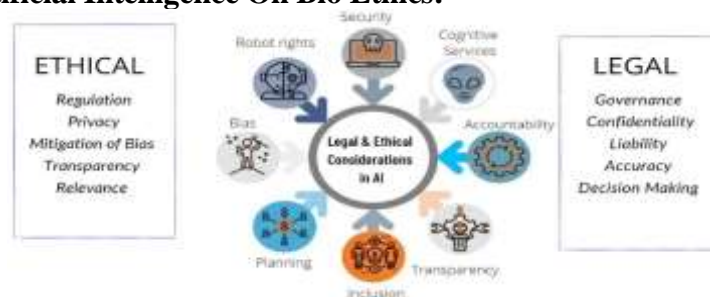 Intelligence On Bio Ethics:
Security
Robot rights
Cognitive
Services
ETHICAL
Regulation
Privacy
Mitigation of Bias
Transparency
Relevance
Bias
Legal & Ethical
Considerations
in AI
Accountability
LEGAL
Governance
Confidentiality
Liability
Accuracy
Decision Making
Planning
Transparency
Inclusion